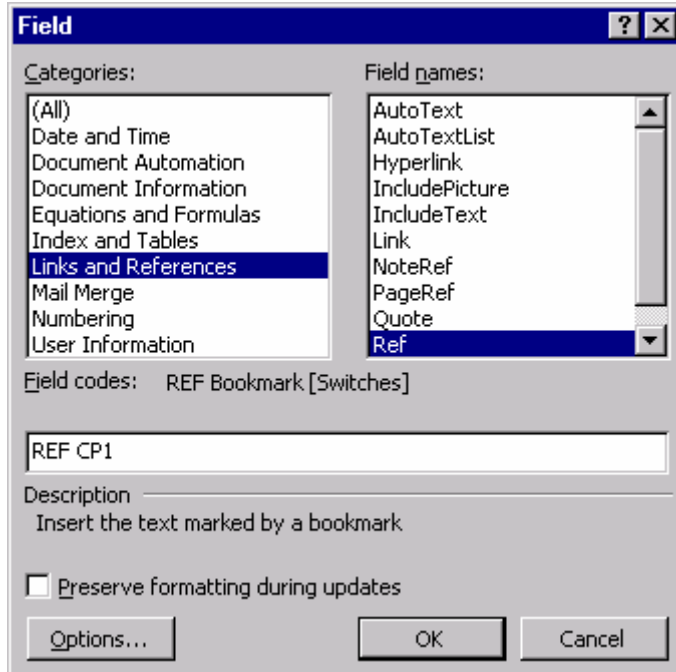 Field
Categories:
(All)
Date and Time
Document Automation
Document Information
Equations and Formulas
Index and Tables
Links and References
Mail Merge
Numbering
User Information
Field names:
AutoText
AutoTextList
Hyperlink
IncludePicture
IncludeText
Link
NoteRef
PageRef
Quote
Ref
Field codes: REF Bookmark [Switches]
REF CP1
Description
Insert the text marked by a bookmark
Preserve formatting during updates
Options... OK Cancel